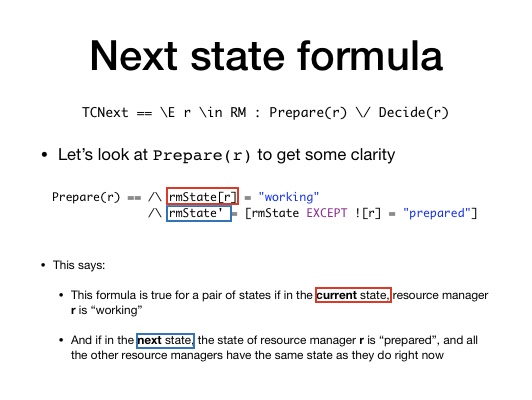 Next state formula
TCNext == \E r \in RM : Prepare(r) \/ Decide(r)
• Let's look at Prepare(r) to get some clarity
Prepare(r) == /\ rmState[r] = "working"
/\ rmState' = [rmState EXCEPT ![r] = "prepared"]
• This says:
• This formula is true for a pair of states if in the current state, resource manager
r is “working”
• And if in the next state, the state of resource manager r is “prepared”, and all
the other resource managers have the same state as they do right now